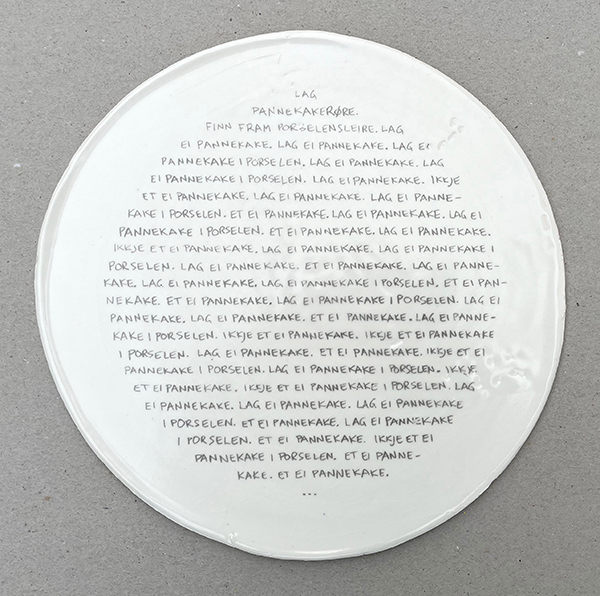 LAG
PANNEKAKERØRE.
FINN FRAM PORSELENSLEIRE. LAG
EI PANNEKAKE. LAG EI PANNEKAKE. LAG EI
PANNEKAKE I PORSELEN. LAG EI PANNEKAKE. LAG
EI PANNEKAKE I PORSELEN. LAG EI PANNEKAKE. IKKJE
ET EI PANNEKAKE. LAG EI PANNEKAKE. LAG EI PANNE-
KAKE I PORSELEN. ET EI PANNEKAKE. LAG EI PANNEKAKE. LAG EI
PANNEKAKE I PORSELEN. LAG EI PANNEKAKE. LAG EI PANNEKAKE.
IKKJE ET EI PANNEKAKE. LAG EI PANNEKAKE. LAG EI PANNEKAKE I
PORSELEN. LAG EI PANNEKAKE. ET EI PANNEKAKE. LAG EI PANNE-
KAKE. LAG EI PANNEKAKE. LAG EI PANNEKAKE I PORSELEN. ET EI PAN-
NEKAKE. ET EI PANNEKAKE. LAG EI PANNEKAKE I PORSELEN. LAG EI
PANNEKAKE. LAG EI PANNEKAKE. ET EI PANNEKAKE. LAG EI PANNE-
KAKE I PORSELEN. IKKJE ET EI PANNEKAKE. IKKJE ET EI PANNEKAKE
I PORSELEN. LAG EI PANNEKAKE. ET EI PANNEKAKE. IKKJE ET EI
PANNEKAKE I PORSELEN. LAG EI PANNEKAKE I PORSELEN. IKKJE
ET EI PANNEKAKE. IKKJE ET EI PANNEKAKE I PORSELEN. LAG
EI PANNEKAKE. LAG EI PANNEKAKE. LAG EI PANNEKAKE
I PORSELEN. ET EI PANNEKAKE. LAG EI PANNEKAKE
I PORSELEN. ET EI PANNEKAKE. IKKJE ET EI
PANNEKAKE I PORSELEN. ET EI PANNE-
KAKE. ET EI PANNEKAKE.
...